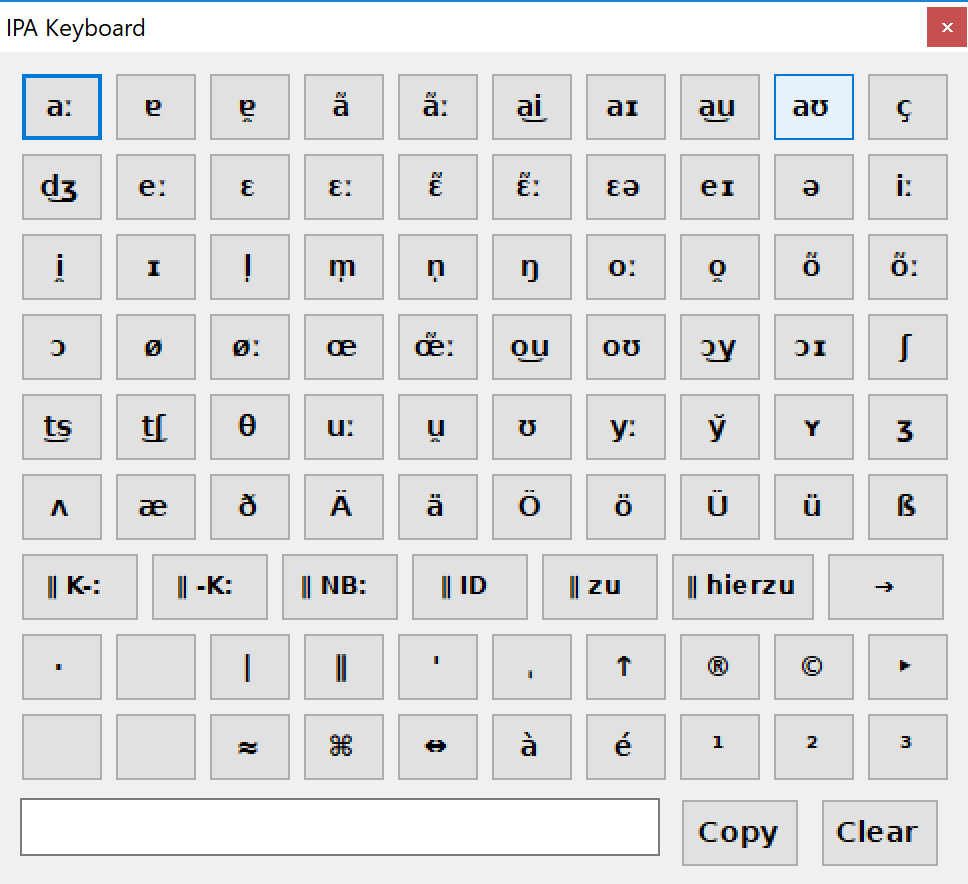 IPA Keyboard
aː ɐ ɐ̯ ã ãː a͜i aɪ a͜u aʊ ç
d͜ʒ eː ɛ ɛː ɛ̃ ɛ̃ː ɛə eɪ ə iː
i̯ ɪ l̩ m̩ n̩ ŋ oː o̯ õ õː
ɔ ø øː œ œ̃ː o͜u oʊ ɔ͜y ɔɪ ʃ
t͜s t͜ʃ θ uː u̯ ʊ yː y̆ ʏ ʒ
ʌ æ ð Ä ä Ö ö Ü ü ß
‖ K-: ‖ -K: ‖ NB: ‖ ID ‖ zu ‖ hierzu →
· | ‖ ˈ ˌ ↑ ® © ▸
≈ ⌘ ⇔ à é ¹ ² ³
Copy Clear